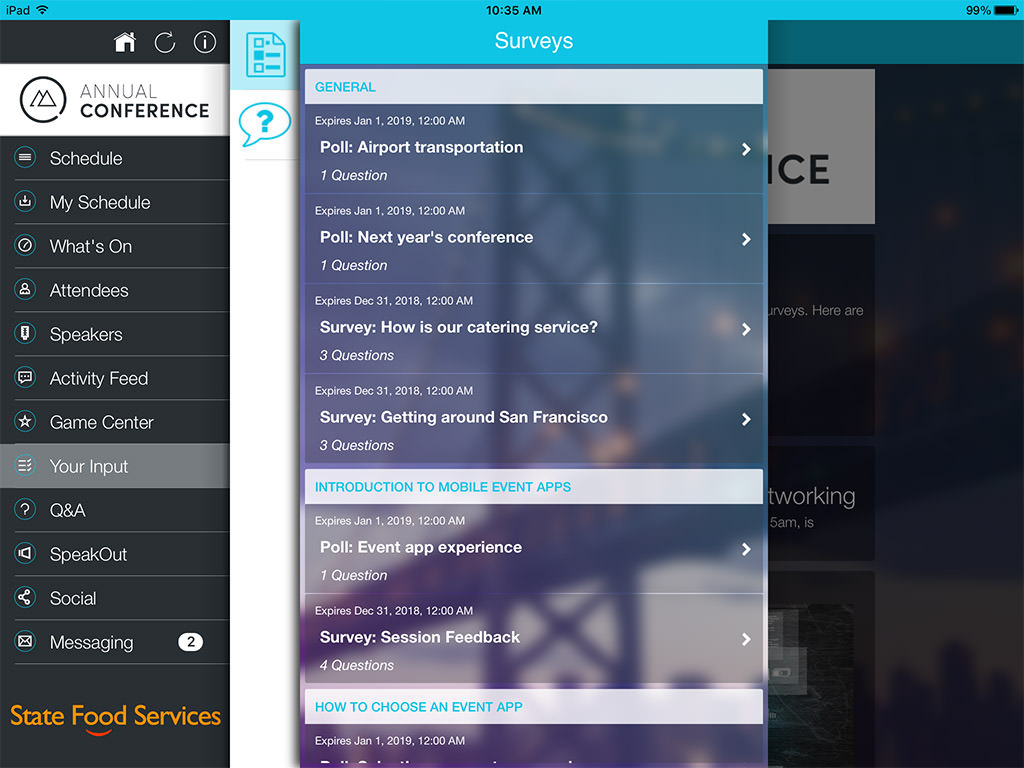 iPad
10:35 AM
99%
ANNUAL
CONFERENCE
Schedule
My Schedule
What's On
Attendees
Speakers
Activity Feed
Game Center
Your Input
Q&A
SpeakOut
Social
Messaging 2
State Food Services
?
Surveys
GENERAL
Expires Jan 1, 2019, 12:00 AM
Poll: Airport transportation
1 Question
Expires Jan 1, 2019, 12:00 AM
Poll: Next year's conference
1 Question
Expires Dec 31, 2018, 12:00 AM
Survey: How is our catering service?
3 Questions
Expires Dec 31, 2018, 12:00 AM
Survey: Getting around San Francisco
3 Questions
INTRODUCTION TO MOBILE EVENT APPS
Expires Jan 1, 2019, 12:00 AM
Poll: Event app experience
1 Question
Expires Dec 31, 2018, 12:00 AM
Survey: Session Feedback
4 Questions
HOW TO CHOOSE AN EVENT APP
Expires Jan 1, 2019, 12:00 AM
ICE
urveys. Here are
tworking
5am, is